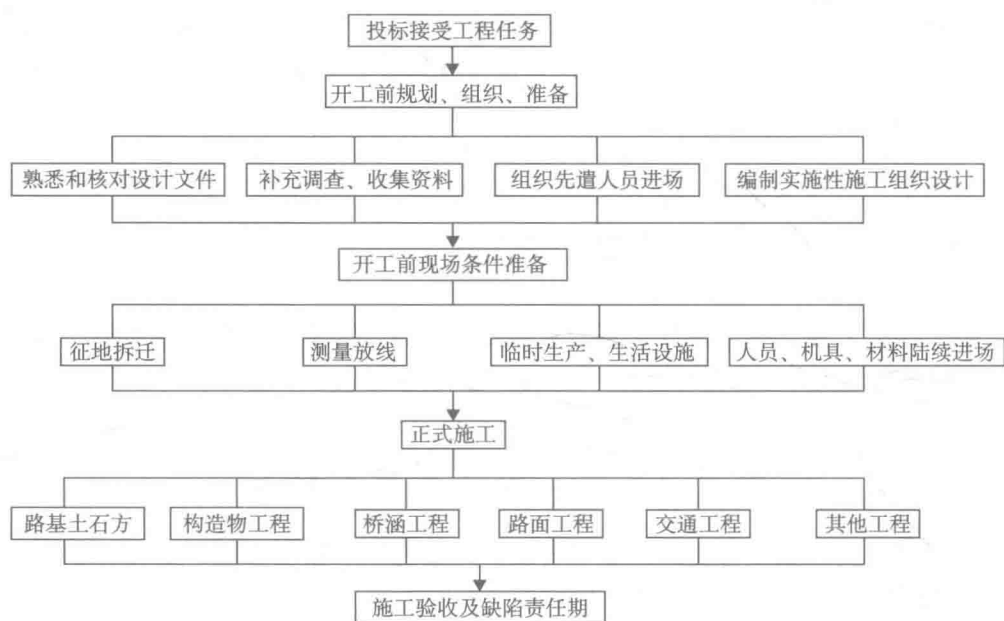 投标接受工程任务
开工前规划、组织、准备
熟悉和核对设计文件
补充调查、收集资料
组织先遣人员进场
编制实施性施工组织设计
开工前现场条件准备
征地拆迁
测量放线
临时生产、生活设施
人员、机具、材料陆续进场
正式施工
路基土石方
构造物工程
桥涵工程
路面工程
交通工程
其他工程
施工验收及缺陷责任期